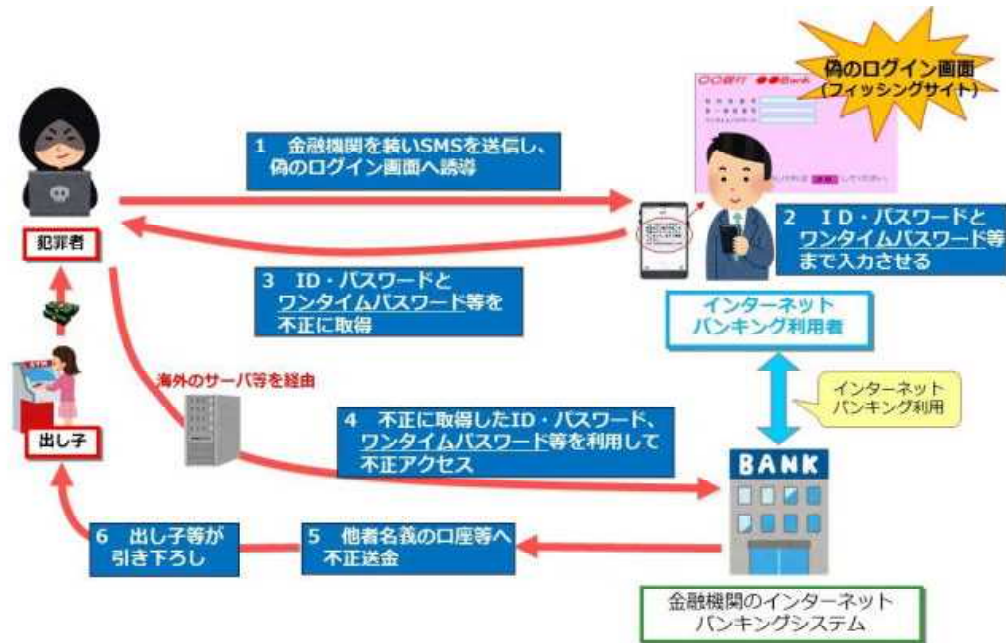 偽のログイン画面
(フィッシングサイト)
〇〇銀行 ●●Bank
1 金融機関を装いSMSを送信し、
偽のログイン画面へ誘導
2 ID・パスワードと
ワンタイムパスワード等
まで入力させる
犯罪者
3 ID・パスワードと
ワンタイムパスワード等を
不正に取得
インターネット
バンキング利用者
海外のサーバ等を経由
インターネット
バンキング利用
出し子
4 不正に取得したID・パスワード、
ワンタイムパスワード等を利用して
不正アクセス
BANK
6 出し子等が
引き下ろし
5 他者名義の口座等へ
不正送金
金融機関のインターネット
バンキングシステム